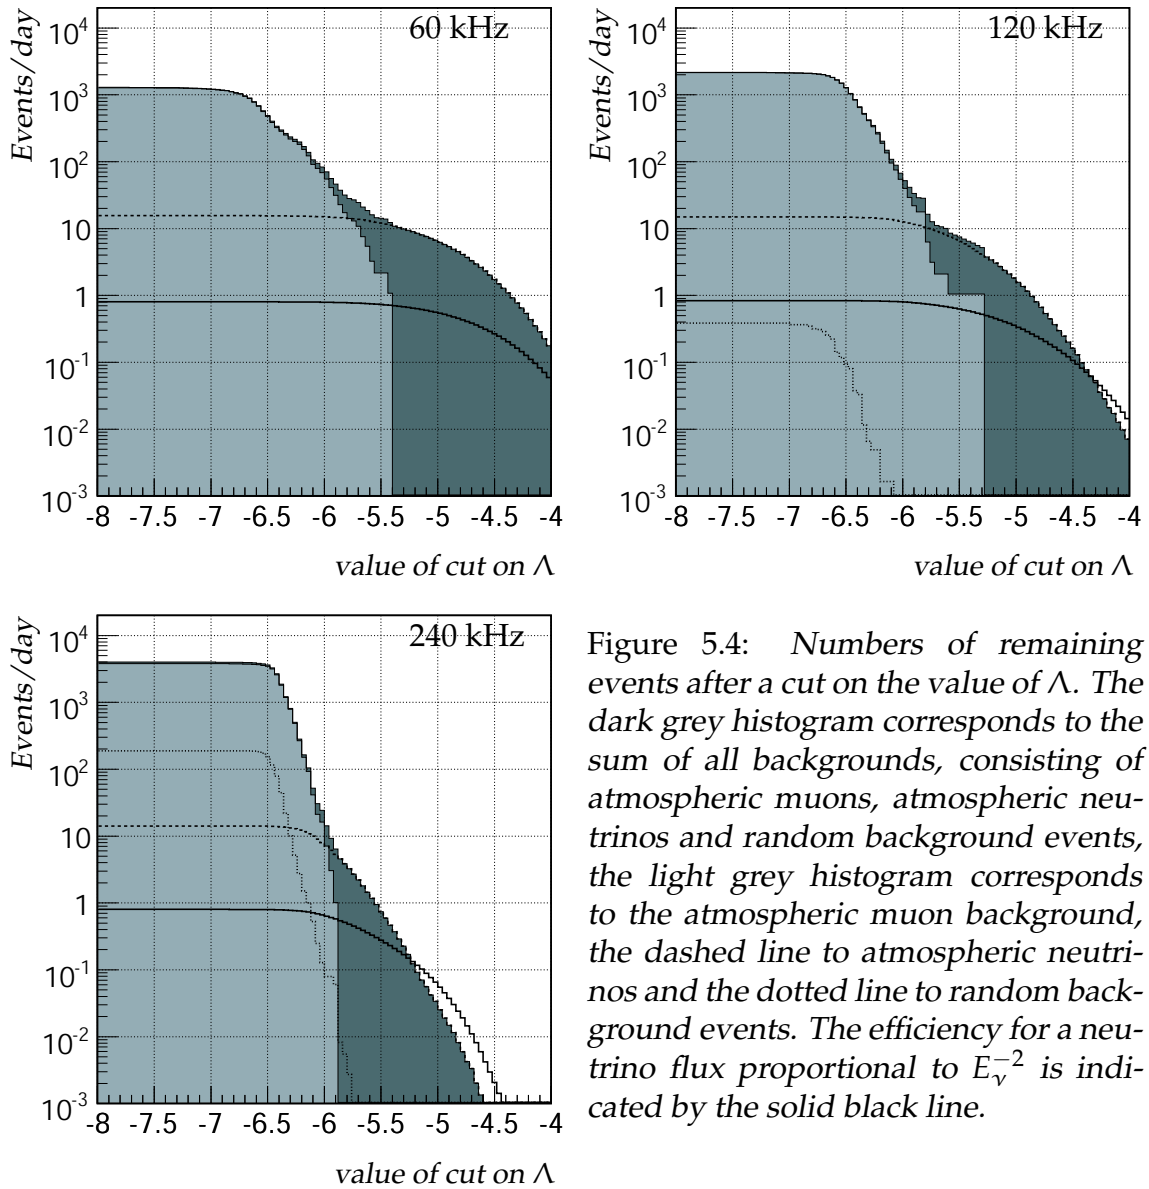 60 kHz
Events/day
10^4
10^3
10^2
10
1
10^-1
10^-2
10^-3
-8 -7.5 -7 -6.5 -6 -5.5 -5 -4.5 -4
value of cut on Λ
120 kHz
Events/day
10^4
10^3
10^2
10
1
10^-1
10^-2
10^-3
-8 -7.5 -7 -6.5 -6 -5.5 -5 -4.5 -4
value of cut on Λ
240 kHz
Events/day
10^4
10^3
10^2
10
1
10^-1
10^-2
10^-3
-8 -7.5 -7 -6.5 -6 -5.5 -5 -4.5 -4
value of cut on Λ
Figure 5.4: Numbers of remaining
events after a cut on the value of Λ. The
dark grey histogram corresponds to the
sum of all backgrounds, consisting of
atmospheric muons, atmospheric neu-
trinos and random background events,
the light grey histogram corresponds
to the atmospheric muon background,
the dashed line to atmospheric neutri-
nos and the dotted line to random back-
ground events. The efficiency for a neu-
trino flux proportional to E_ν^−2 is indi-
cated by the solid black line.